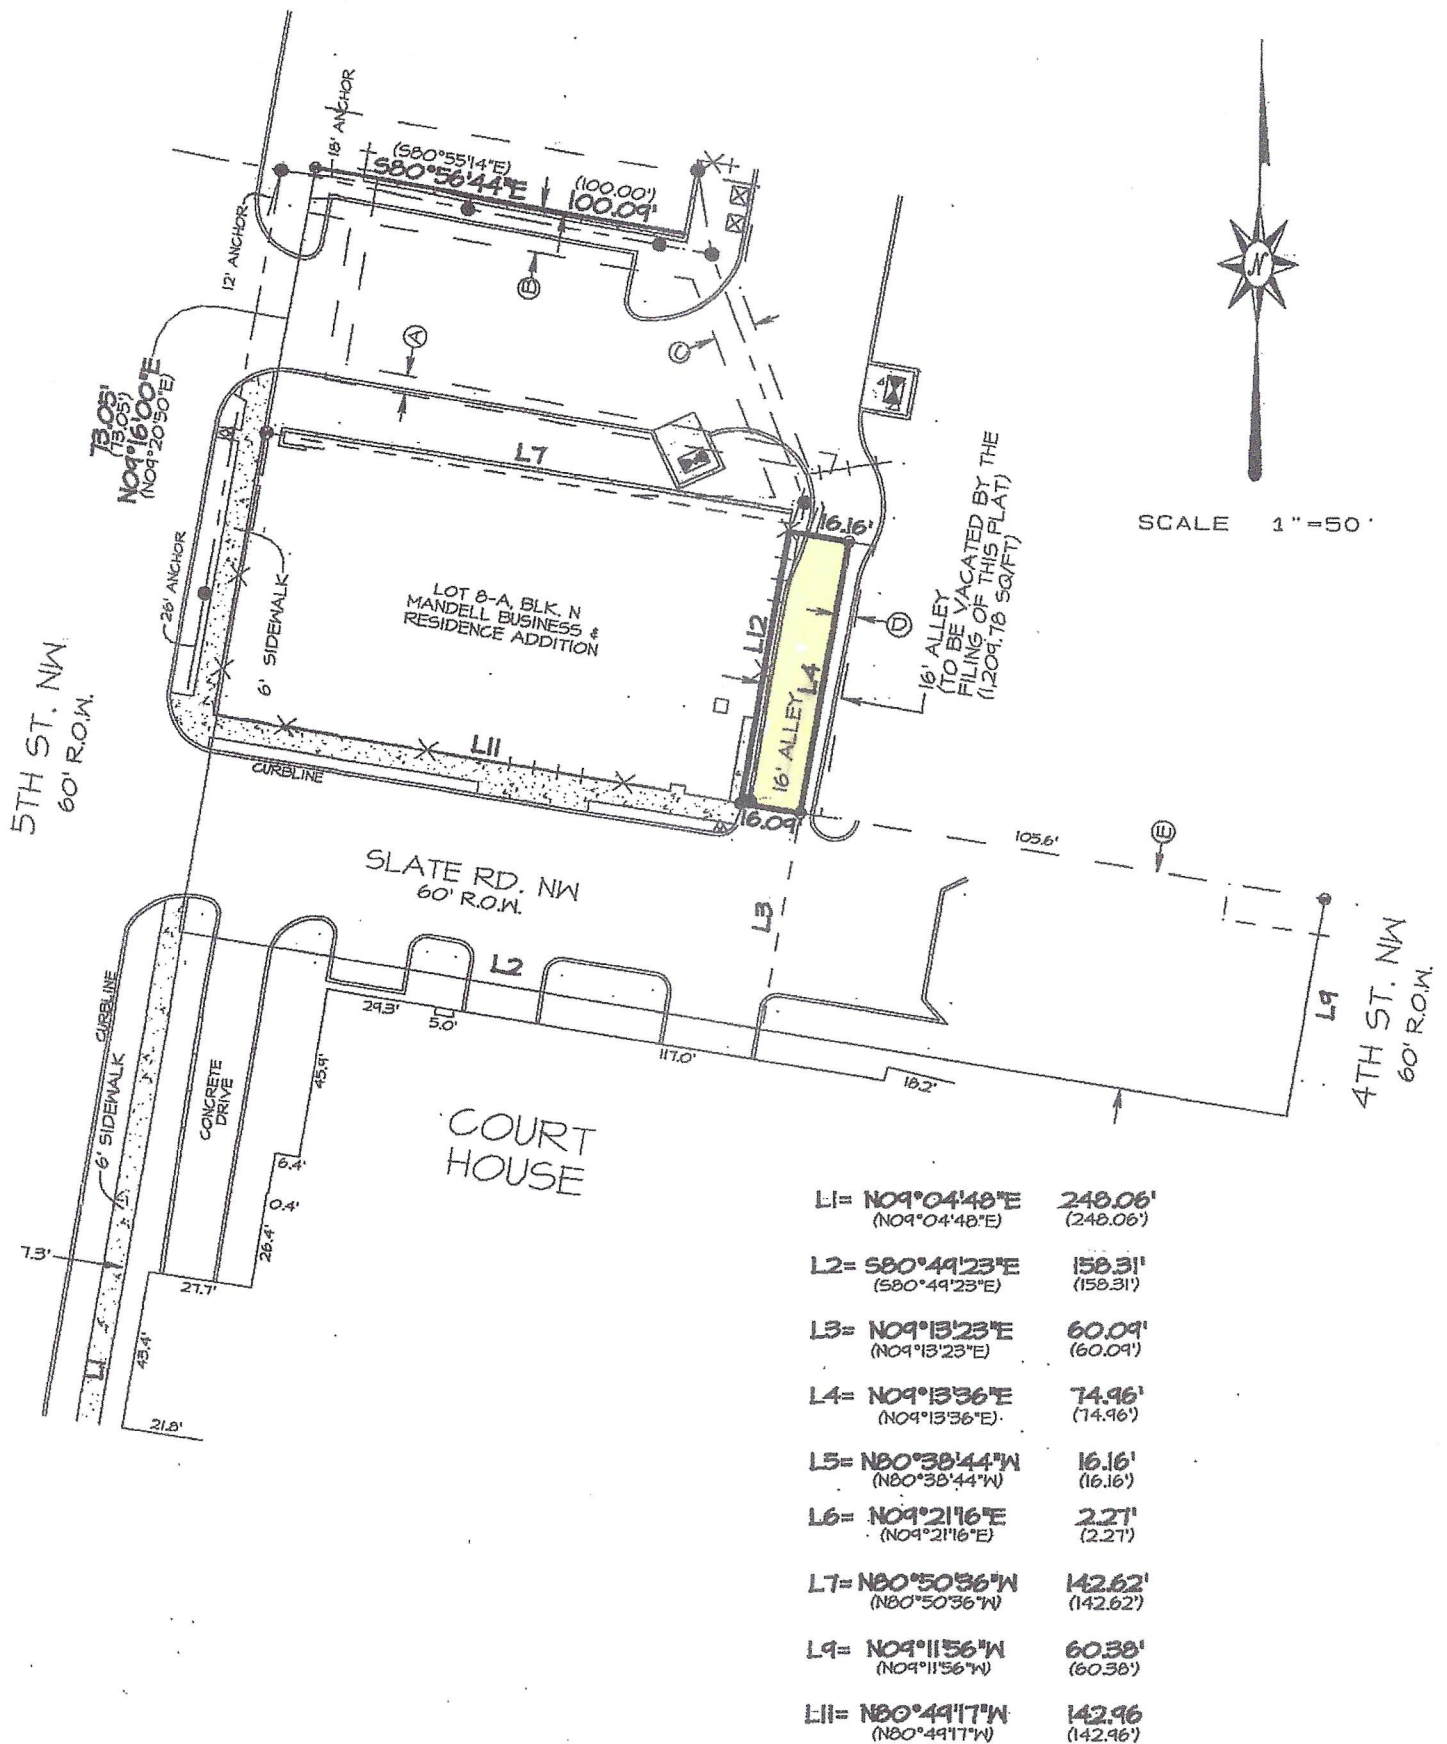 18' ANCHOR
(S80°55'14"E)
S80°56'44"E
(100.00')
100.09'
12' ANCHOR
B
A
C
73.05'
(73.05')
N09°16'00"E
(N09°20'50"E)
N
SCALE 1"=50'
L7
16.16'
26' ANCHOR
6' SIDEWALK
LOT 8-A, BLK. N
MANDELL BUSINESS &
RESIDENCE ADDITION
L12
L4
16' ALLEY
D
16' ALLEY
(TO BE VACATED BY THE
FILING OF THIS PLAT)
(1,209.78 SQ/FT)
5TH ST. NW
60' R.O.W.
L11
CURBLINE
16.09'
105.6'
E
SLATE RD. NW
60' R.O.W.
L3
L2
L9
4TH ST. NW
60' R.O.W.
CURBLINE
6' SIDEWALK
CONCRETE
DRIVE
29.3'
5.0'
117.0'
18.2'
45.9'
COURT
HOUSE
6.4'
0.4'
26.4'
7.3'
27.7'
43.4'
L1
21.8'
L1= N09°04'48"E 248.06'
(N09°04'48"E) (248.06')
L2= S80°49'23"E 158.31'
(S80°49'23"E) (158.31')
L3= N09°13'23"E 60.09'
(N09°13'23"E) (60.09')
L4= N09°13'36"E 74.96'
(N09°13'36"E) (74.96')
L5= N80°38'44"W 16.16'
(N80°38'44"W) (16.16')
L6= N09°21'16"E 2.27'
(N09°21'16"E) (2.27')
L7= N80°50'36"W 142.62'
(N80°50'36"W) (142.62')
L9= N09°11'56"W 60.38'
(N09°11'56"W) (60.38')
L11= N80°49'17"W 142.96
(N80°49'17"W) (142.96')